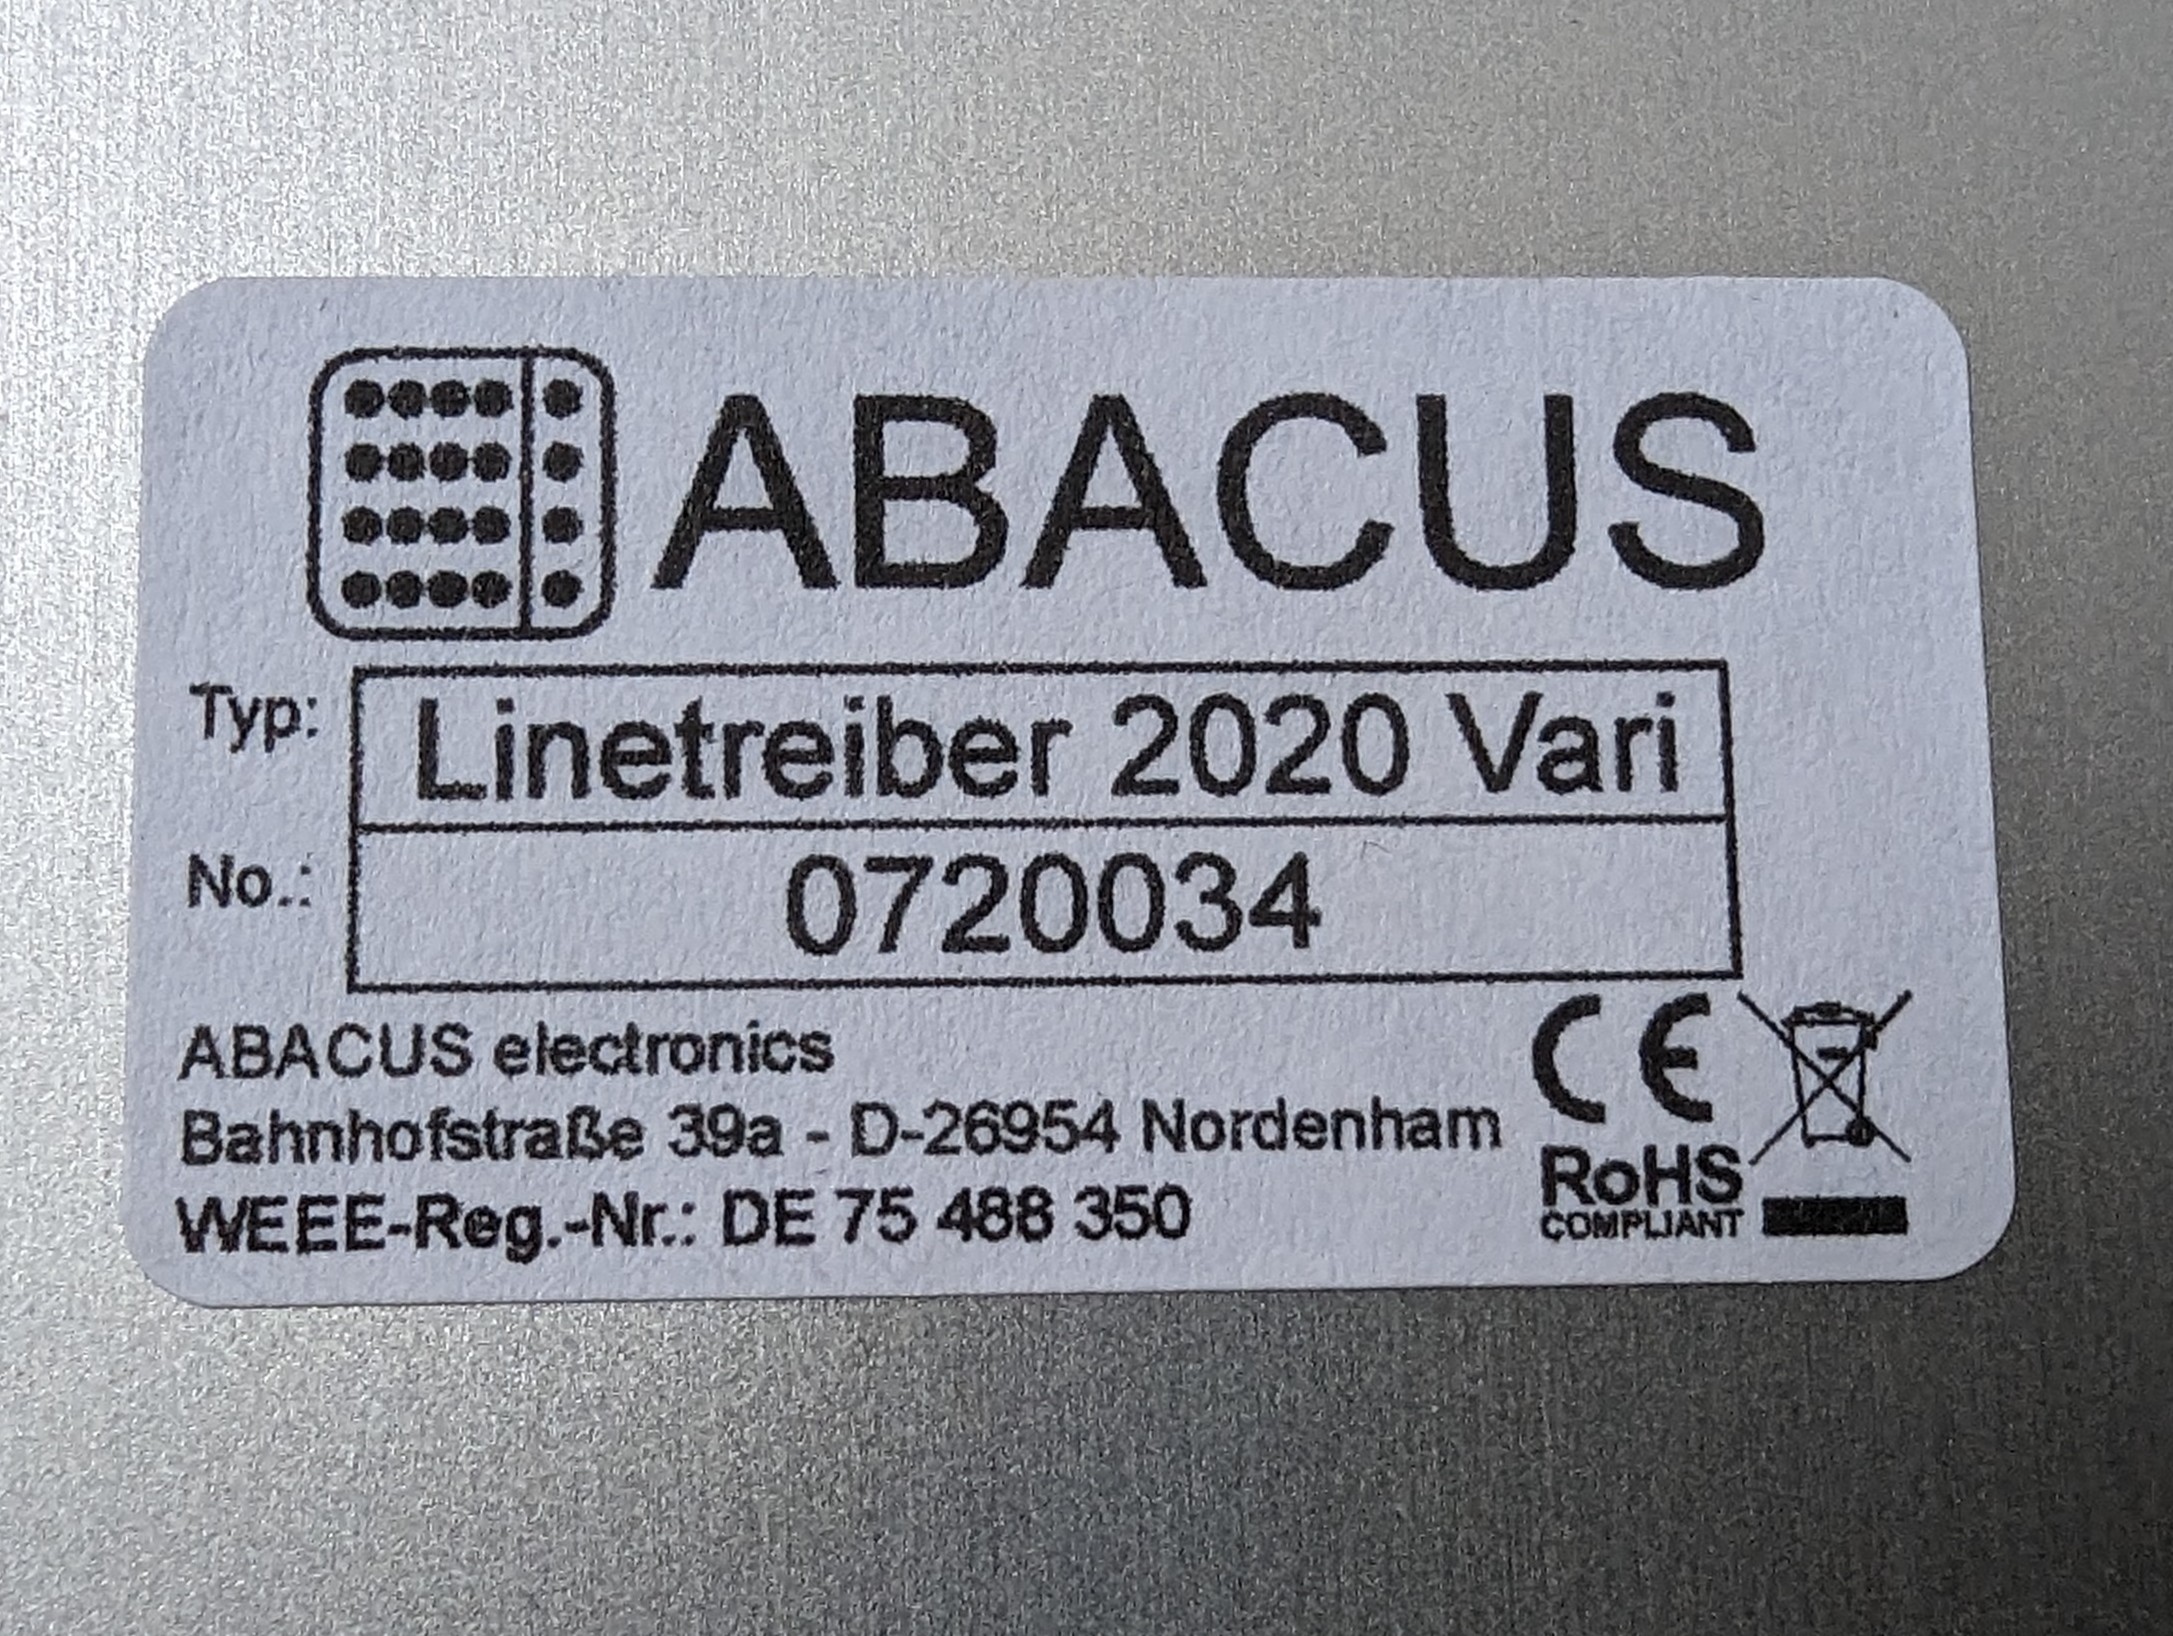 ABACUS
Typ: Linetreiber 2020 Vari
No.: 0720034
ABACUS electronics
Bahnhofstraße 39a - D-26954 Nordenham
WEEE-Reg.-Nr.: DE 75 488 350
CE
RoHS
COMPLIANT